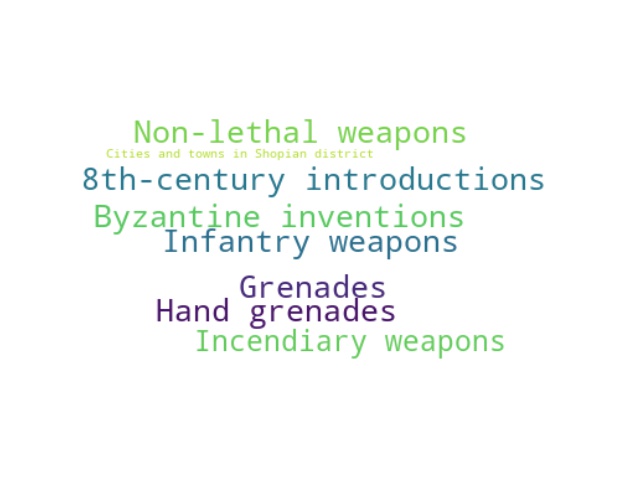 Non-lethal weapons
Cities and towns in Shopian district
8th-century introductions
Byzantine inventions
Infantry weapons
Grenades
Hand grenades
Incendiary weapons